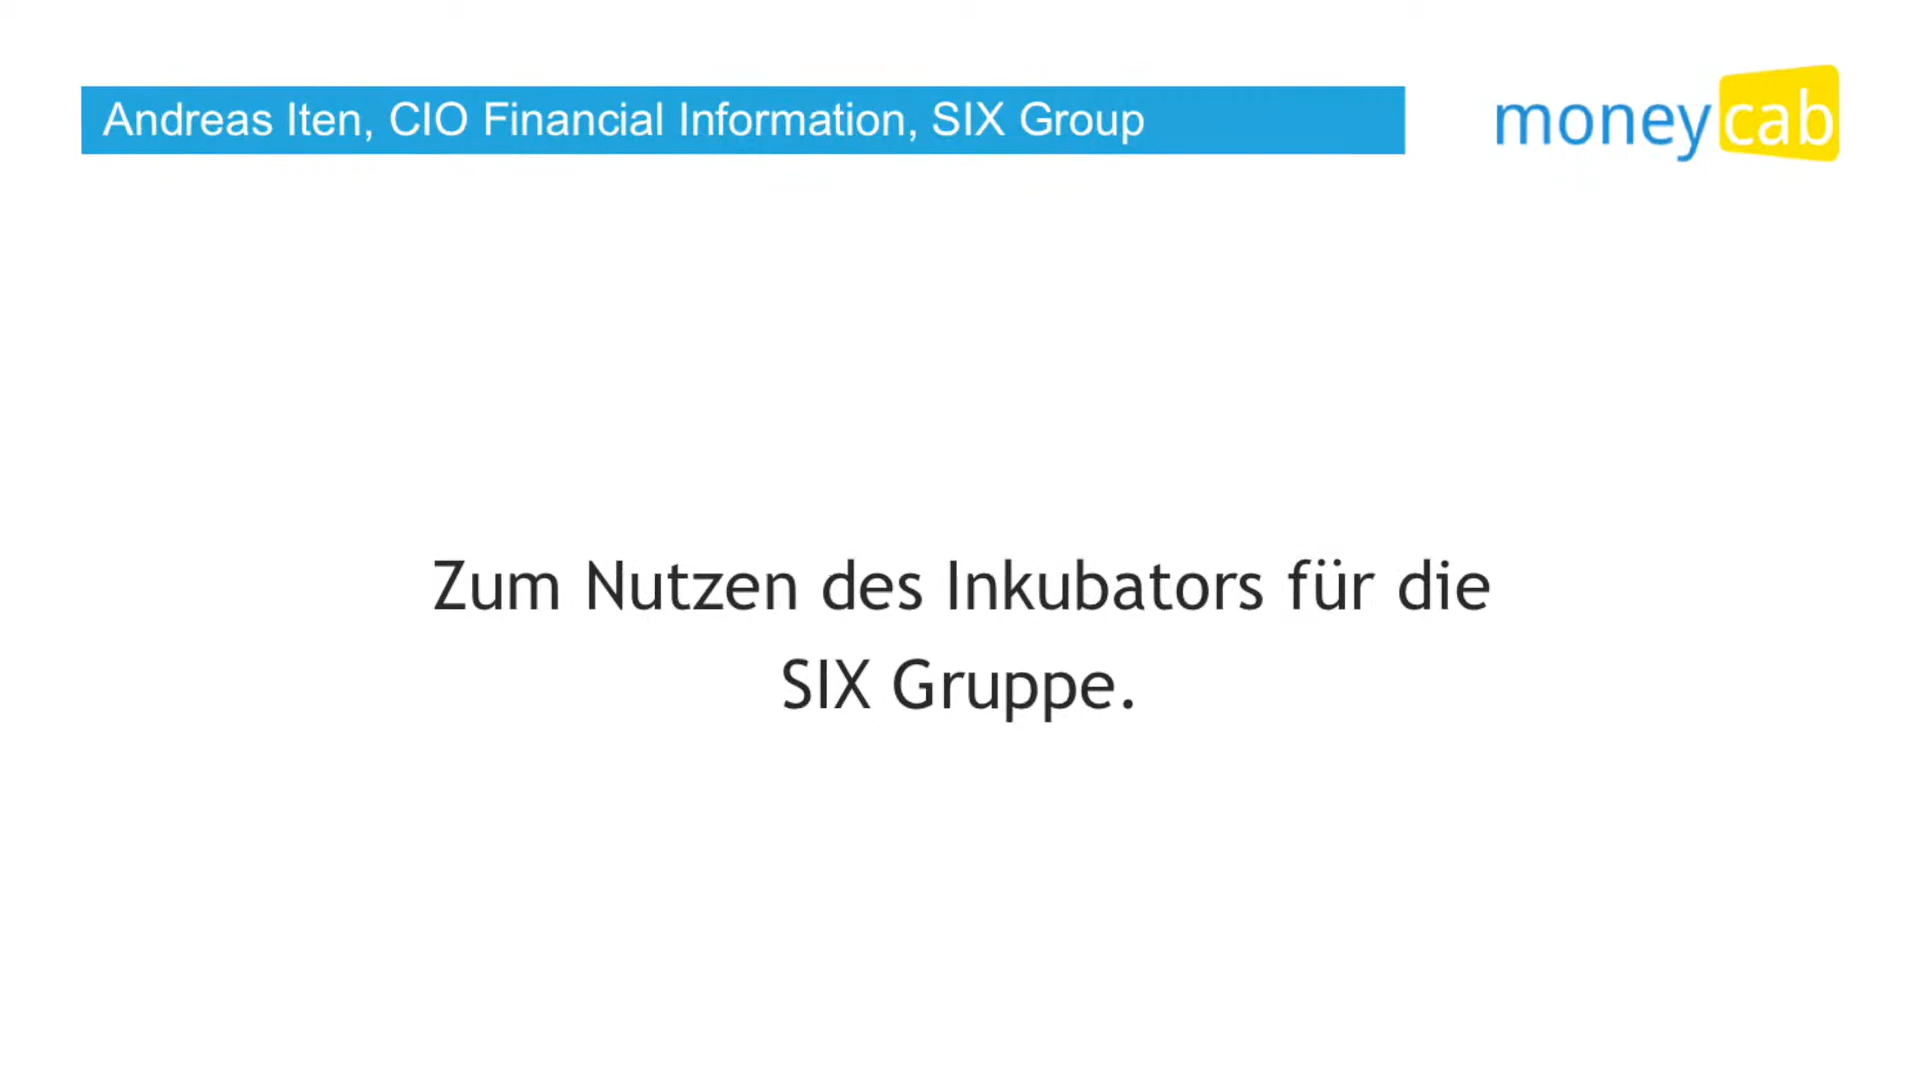 Andreas Iten, CIO Financial Information, SIX Group
moneycab
Zum Nutzen des Inkubators für die
SIX Gruppe.